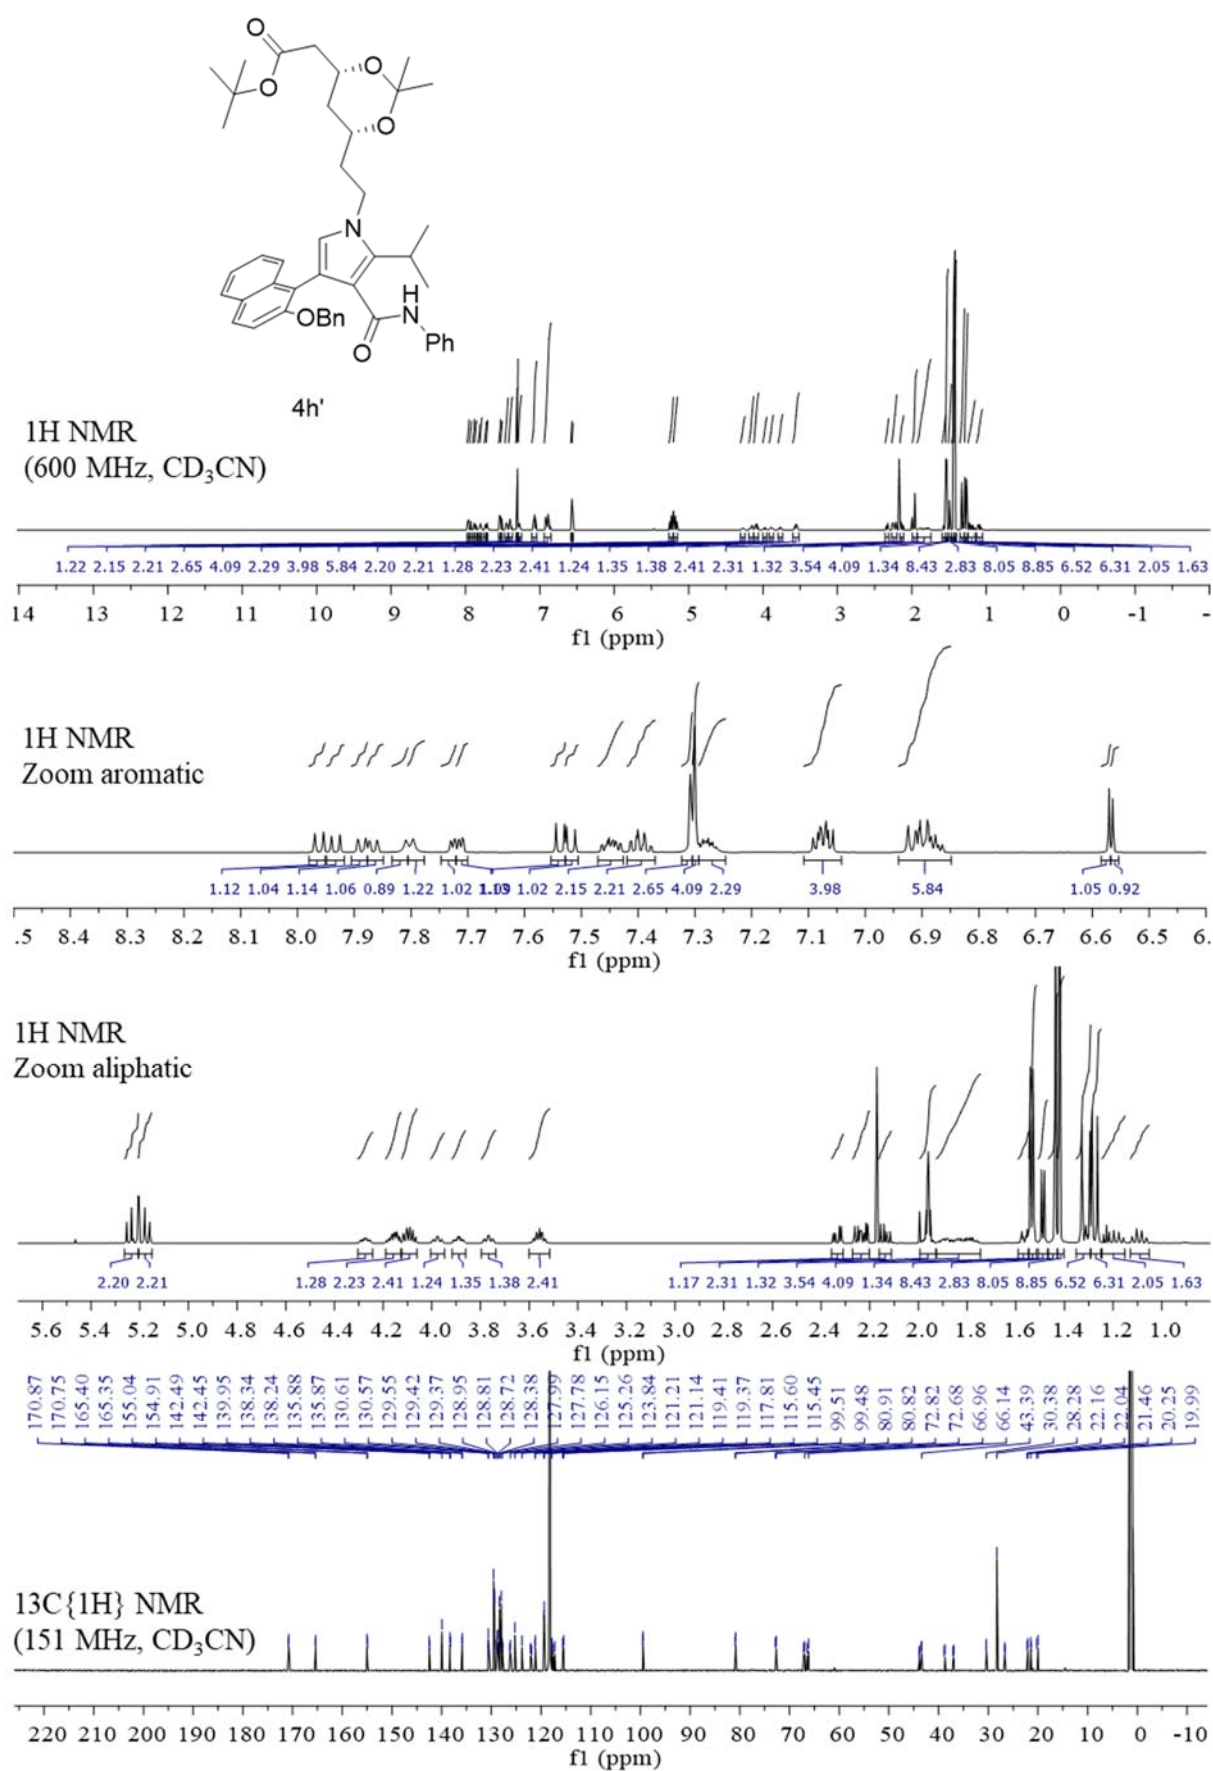 O
O
O
O
N
H
N
OBn
O
Ph
4h'
1H NMR
(600 MHz, CD3CN)
1.22 2.15 2.21 2.65 4.09 2.29 3.98 5.84 2.20 2.21 1.28 2.23 2.41 1.24 1.35 1.38 2.41 2.31 1.32 3.54 4.09 1.34 8.43 2.83 8.05 8.85 6.52 6.31 2.05 1.63
14 13 12 11 10 9 8 7 6 5 4 3 2 1 0 -1 -
f1 (ppm)
1H NMR
Zoom aromatic
1.12 1.04 1.14 1.06 0.89 1.22 1.02 1.02 2.15 2.21 2.65 4.09 2.29 3.98 5.84 1.05 0.92
.5 8.4 8.3 8.2 8.1 8.0 7.9 7.8 7.7 7.6 7.5 7.4 7.3 7.2 7.1 7.0 6.9 6.8 6.7 6.6 6.5 6.
f1 (ppm)
1H NMR
Zoom aliphatic
2.20 2.21 1.28 2.23 2.41 1.24 1.35 1.38 2.41 1.17 2.31 1.32 3.54 4.09 1.34 8.43 2.83 8.05 8.85 6.52 6.31 2.05 1.63
5.6 5.4 5.2 5.0 4.8 4.6 4.4 4.2 4.0 3.8 3.6 3.4 3.2 3.0 2.8 2.6 2.4 2.2 2.0 1.8 1.6 1.4 1.2 1.0
f1 (ppm)
170.87 170.75 165.40 165.35 155.04 154.91 142.49 142.45 139.95 138.34 138.24 135.88 135.87 130.61 130.57 129.55 129.42 129.37 128.95 128.81 128.72 128.38 127.99 127.78 126.15 125.26 123.84 121.21 121.14 119.41 119.37 117.81 115.60 115.45 99.51 99.48 80.91 80.82 72.82 72.68 66.96 66.14 43.39 30.38 28.28 22.16 22.04 21.46 20.25 19.99
13C{1H} NMR
(151 MHz, CD3CN)
220 210 200 190 180 170 160 150 140 130 120 110 100 90 80 70 60 50 40 30 20 10 0 -10
f1 (ppm)